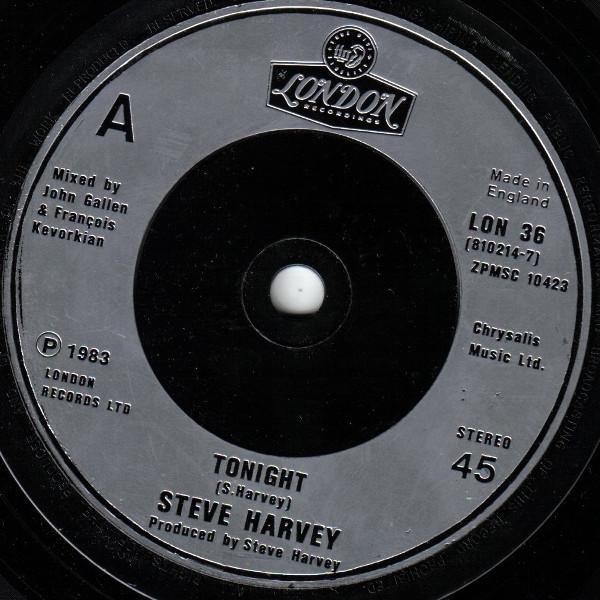 LONDON
RECORDINGS
A
Mixed by
John Gallen
& François
Kevorkian
Made in
England
LON 36
(810214-7)
ZPMSC 10423
Ⓟ 1983
LONDON
RECORDS LTD
Chrysalis
Music Ltd.
STEREO
45
TONIGHT
(S.Harvey)
STEVE HARVEY
Produced by Steve Harvey